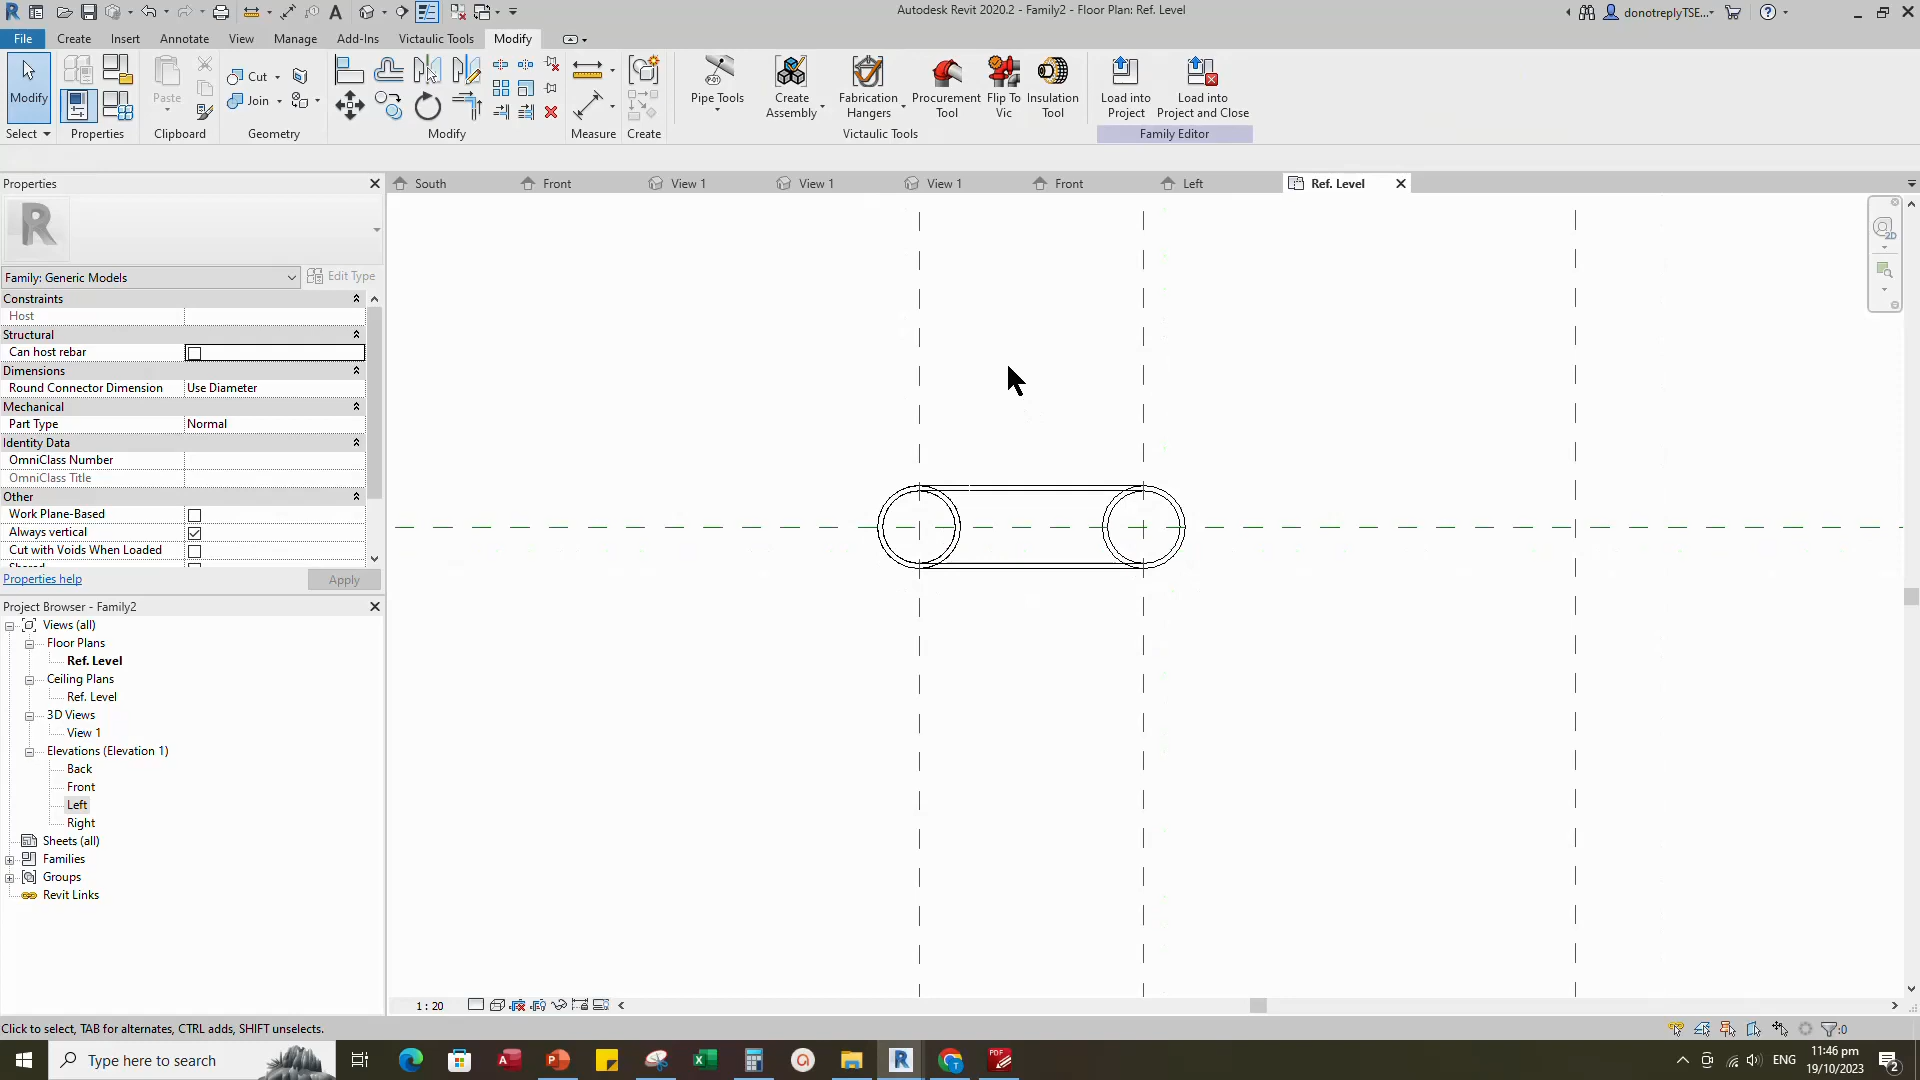 Autodesk Revit 2020.2 - Family2 - Floor Plan: Ref. Level
donotreplyTSE...
File Create Insert Annotate View Manage Add-Ins Victaulic Tools Modify
Modify
Paste
Cut
Join
Pipe Tools
Create Assembly
Fabrication Hangers
Procurement Tool
Flip To Vic
Insulation Tool
Load into Project
Load into Project and Close
Select Properties Clipboard Geometry Modify Measure Create Victaulic Tools Family Editor
Properties
South Front View 1 View 1 View 1 Front Left Ref. Level
2D
Family: Generic Models
Edit Type
Constraints
Host
Structural
Can host rebar
Dimensions
Round Connector Dimension Use Diameter
Mechanical
Part Type Normal
Identity Data
OmniClass Number
OmniClass Title
Other
Work Plane-Based
Always vertical
Cut with Voids When Loaded
Properties help
Apply
Project Browser - Family2
Views (all)
Floor Plans
Ref. Level
Ceiling Plans
Ref. Level
3D Views
View 1
Elevations (Elevation 1)
Back
Front
Left
Right
Sheets (all)
Families
Groups
Revit Links
1 : 20
Click to select, TAB for alternates, CTRL adds, SHIFT unselects.
:0
Type here to search
PDF
ENG
11:46 pm
19/10/2023
2